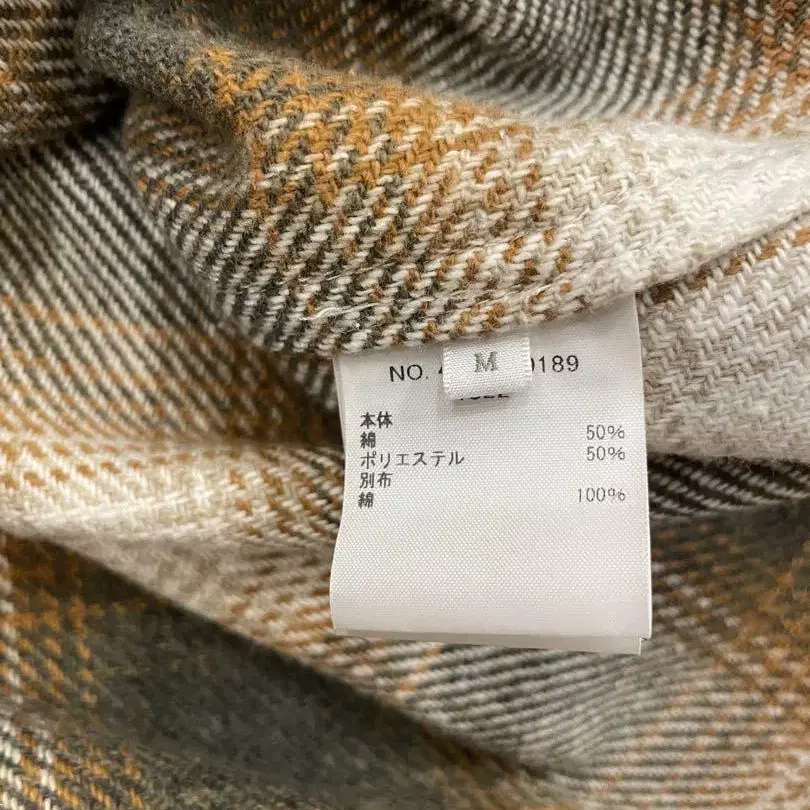 M
NO. 4 0189
本体
綿 50%
ポリエステル 50%
別布
綿 100%